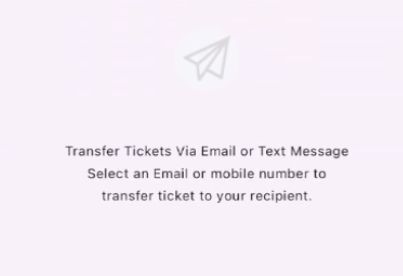 Transfer Tickets Via Email or Text Message
Select an Email or mobile number to
transfer ticket to your recipient.